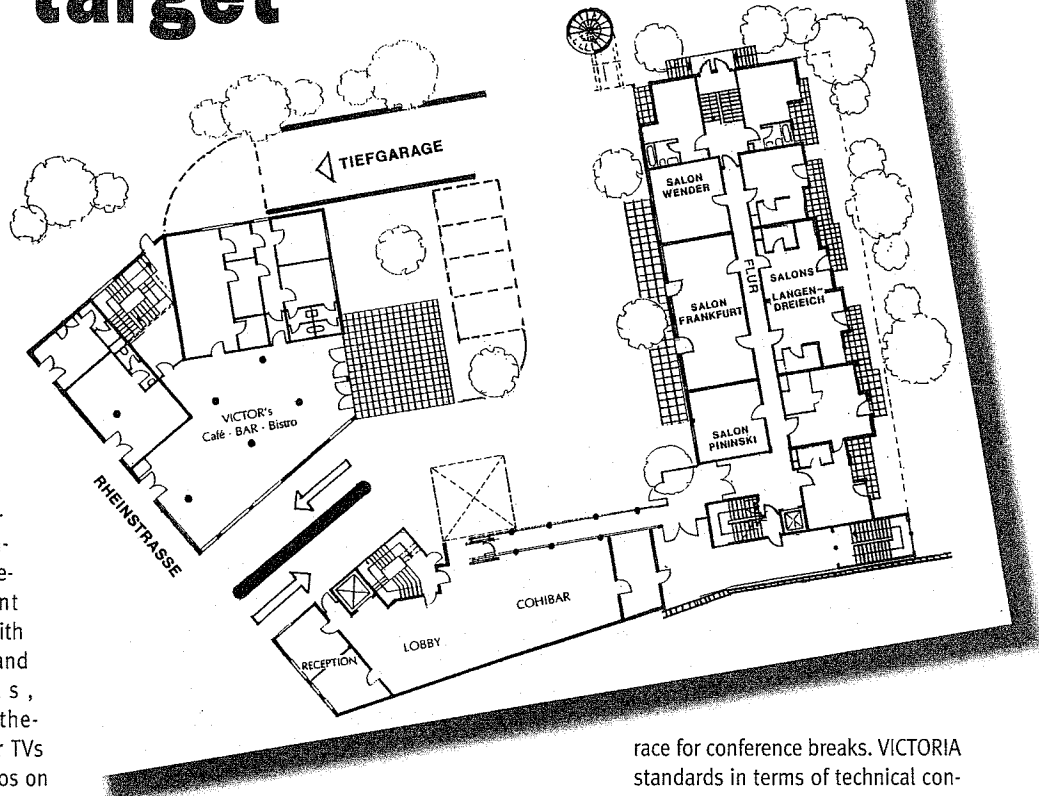 target
TIEFGARAGE
SALON
WENDER
FLUR
SALONS
LANGEN-
DREIEICH
SALON
FRANKFURT
SALON
PININSKI
VICTOR's
Café · BAR · Bistro
RHEINSTRASSE
COHIBAR
LOBBY
RECEPTION
r
-
e-
nt
ith
and
s ,
the-
r TVs
os on
race for conference breaks. VICTORIA
standards in terms of technical con-